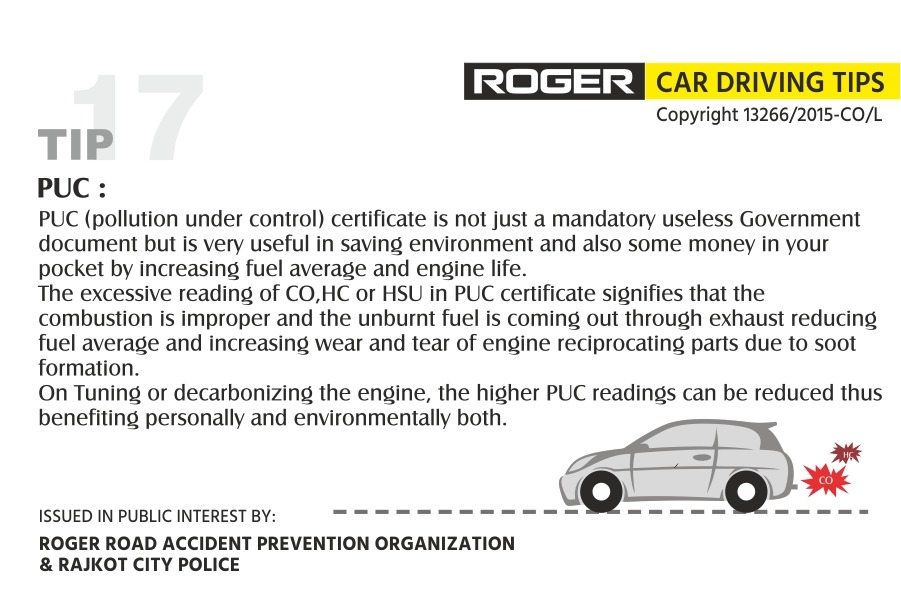 ROGER CAR DRIVING TIPS
Copyright 13266/2015-CO/L
17
TIP
PUC :
PUC (pollution under control) certificate is not just a mandatory useless Government
document but is very useful in saving environment and also some money in your
pocket by increasing fuel average and engine life.
The excessive reading of CO,HC or HSU in PUC certificate signifies that the
combustion is improper and the unburnt fuel is coming out through exhaust reducing
fuel average and increasing wear and tear of engine reciprocating parts due to soot
formation.
On Tuning or decarbonizing the engine, the higher PUC readings can be reduced thus
benefiting personally and environmentally both.
HC
CO
ISSUED IN PUBLIC INTEREST BY:
ROGER ROAD ACCIDENT PREVENTION ORGANIZATION
& RAJKOT CITY POLICE